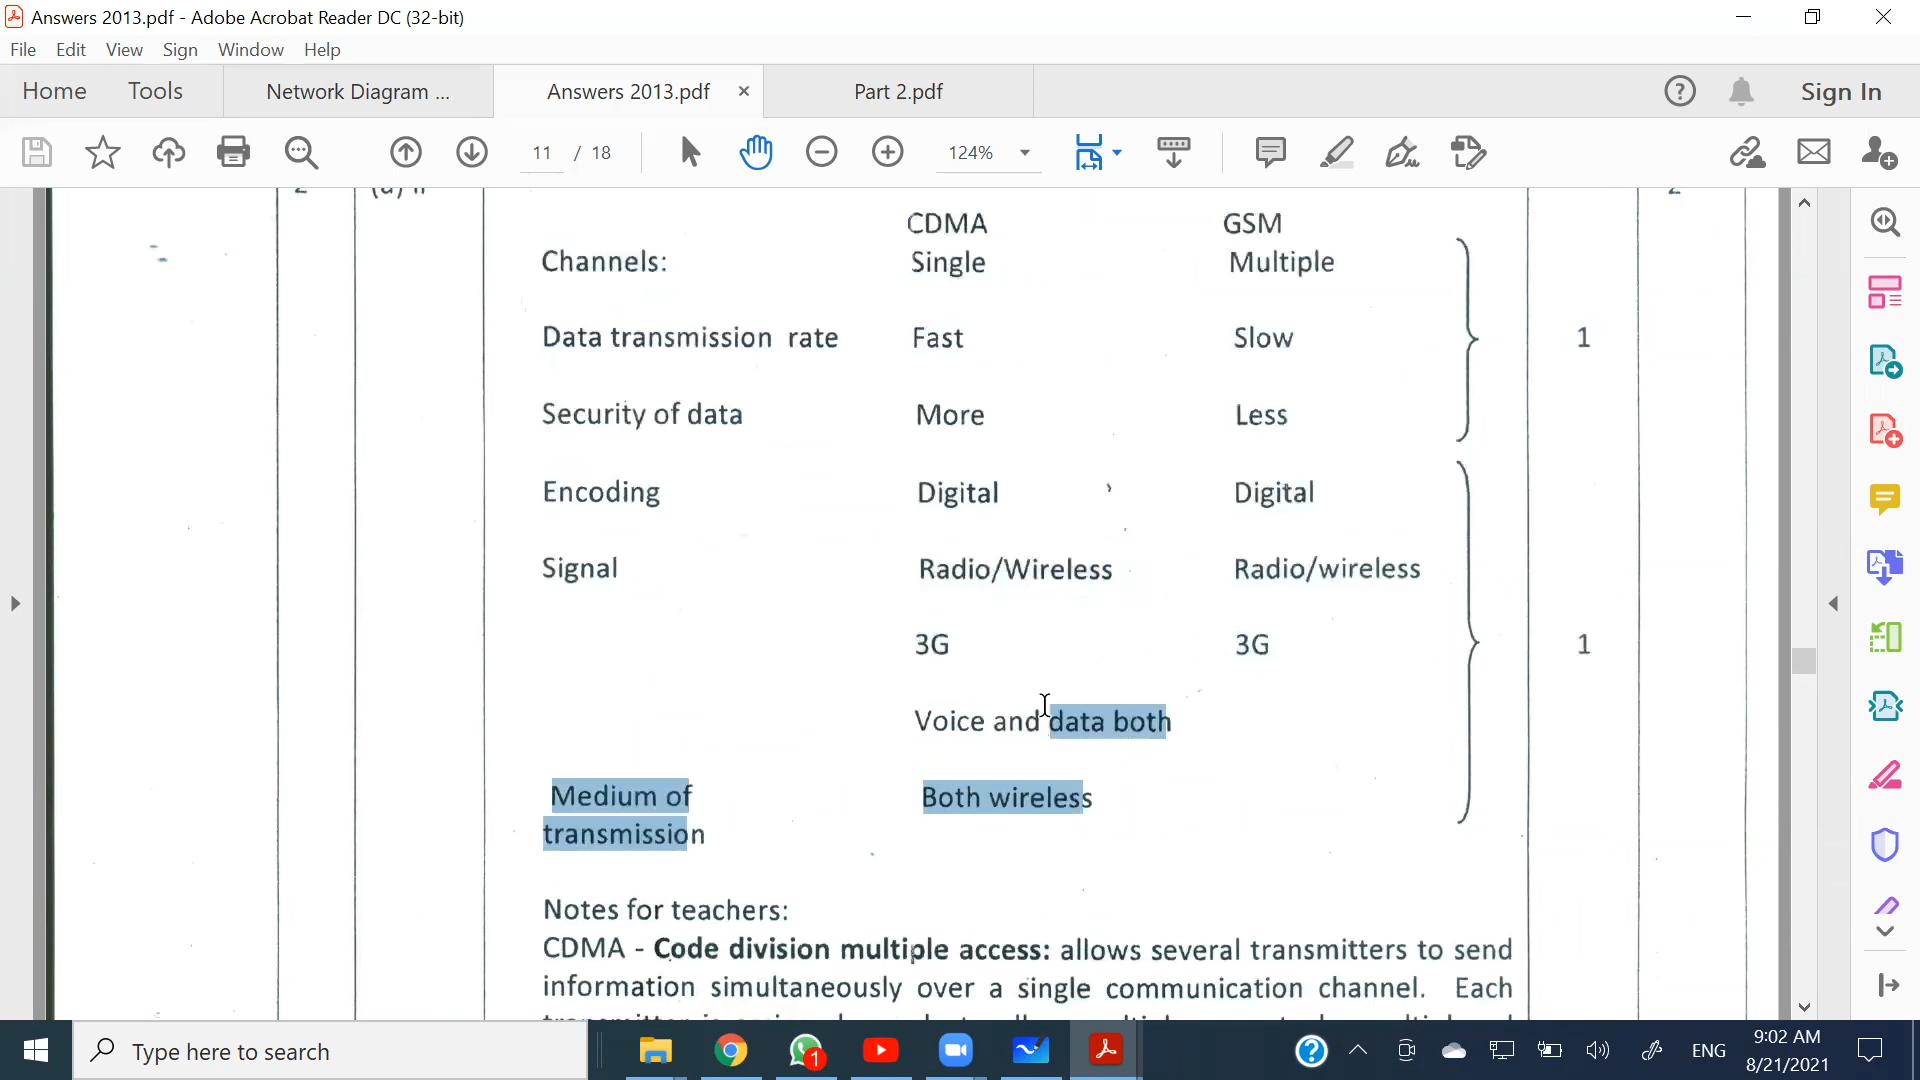 Answers 2013.pdf - Adobe Acrobat Reader DC (32-bit)
File Edit View Sign Window Help
Home Tools Network Diagram ... Answers 2013.pdf × Part 2.pdf Sign In
11 / 18 124%
CDMA GSM
Channels: Single Multiple
Data transmission rate Fast Slow 1
Security of data More Less
Encoding Digital Digital
Signal Radio/Wireless Radio/wireless
3G 3G 1
Voice and data both
Medium of Both wireless
transmission
Notes for teachers:
CDMA - Code division multiple access: allows several transmitters to send
information simultaneously over a single communication channel. Each
Type here to search
1
ENG
9:02 AM
8/21/2021